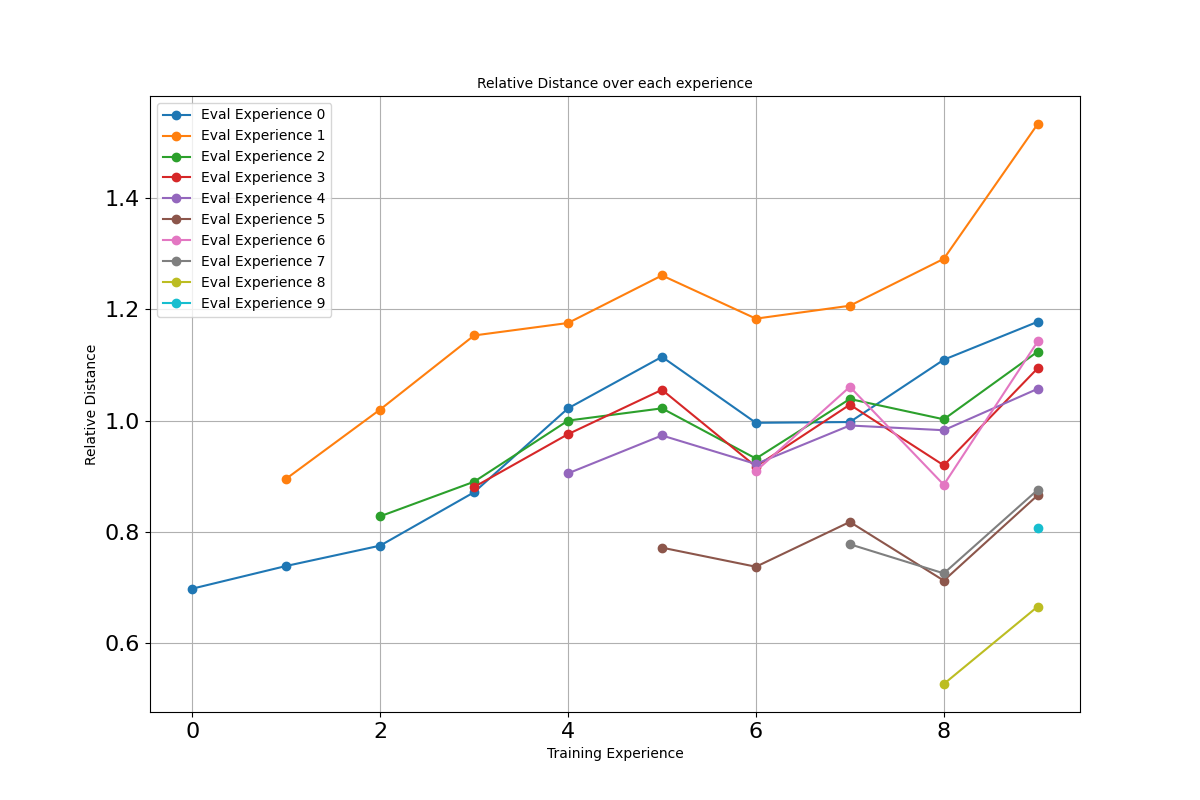 Relative Distance over each experience
Eval Experience 0
Eval Experience 1
Eval Experience 2
Eval Experience 3
Eval Experience 4
Eval Experience 5
Eval Experience 6
Eval Experience 7
Eval Experience 8
Eval Experience 9
Relative Distance
1.4
1.2
1.0
0.8
0.6
0 2 4 6 8
Training Experience